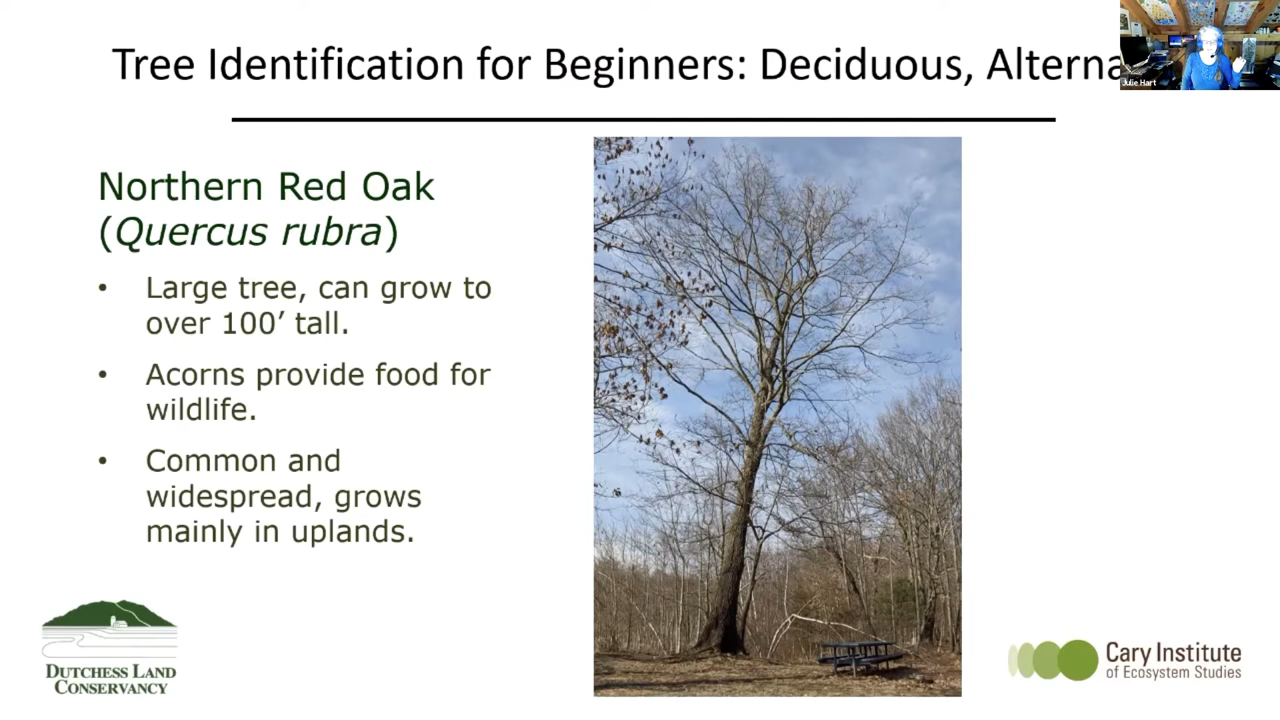 Tree Identification for Beginners: Deciduous, Alterna
Julie Hart
Northern Red Oak
(Quercus rubra)
• Large tree, can grow to
over 100’ tall.
• Acorns provide food for
wildlife.
• Common and
widespread, grows
mainly in uplands.
DUTCHESS LAND
CONSERVANCY
Cary Institute
of Ecosystem Studies